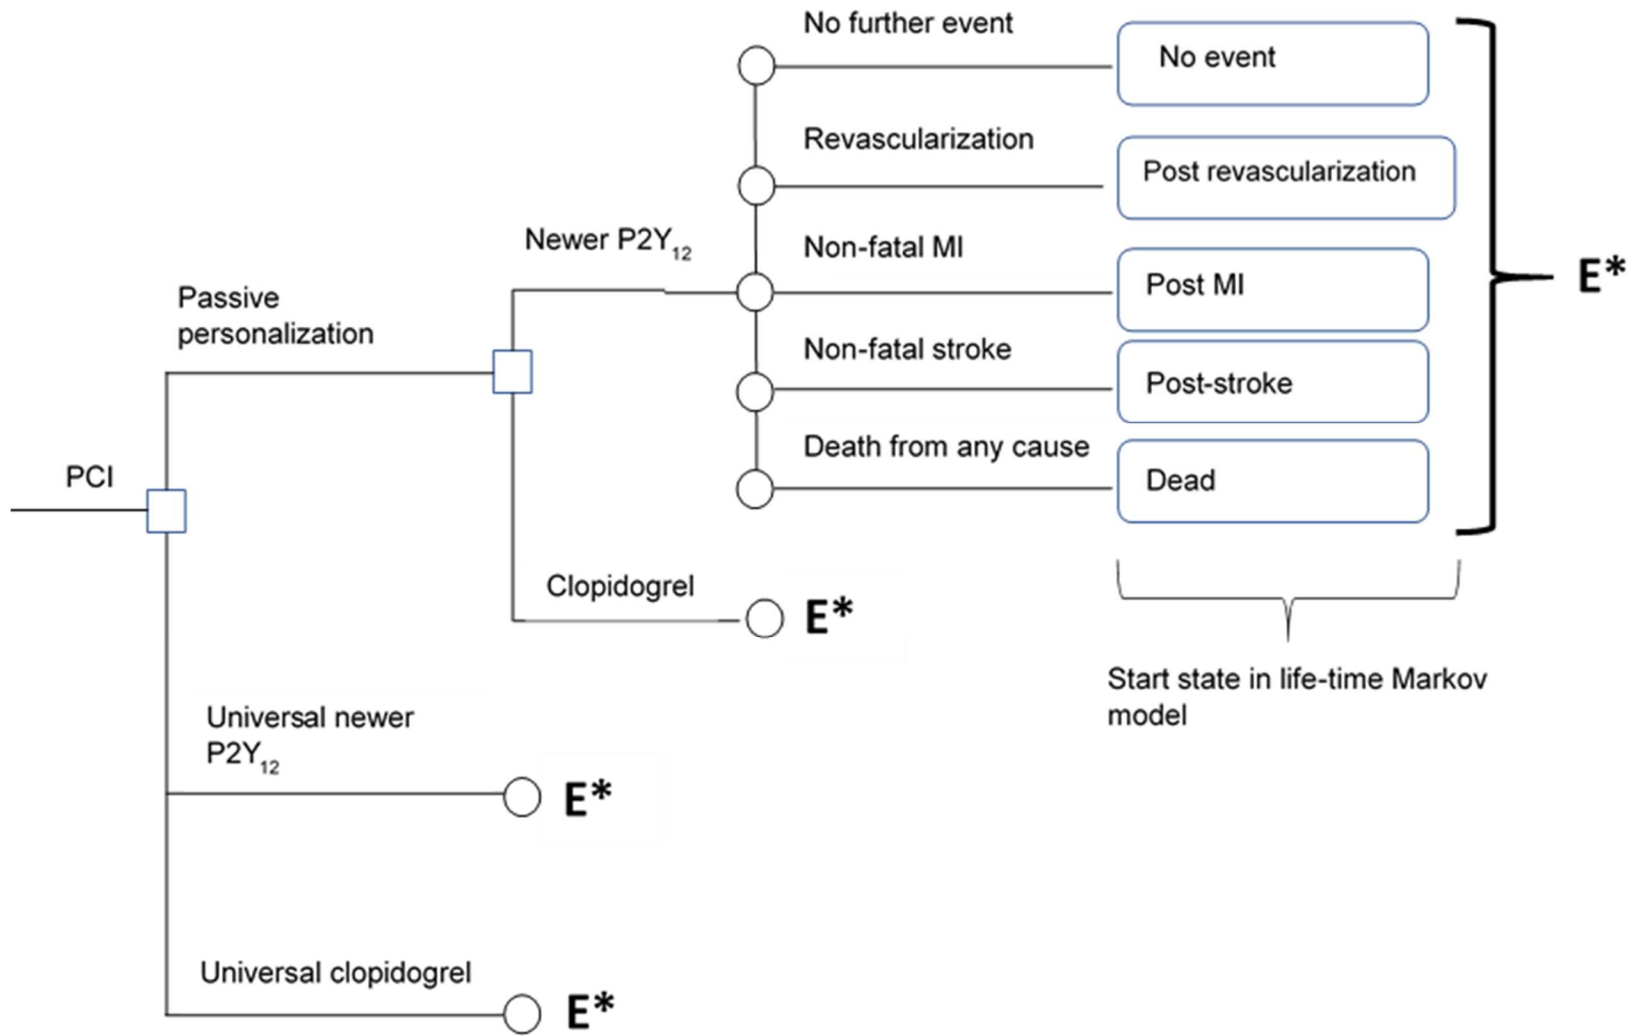 No further event
No event
Revascularization
Post revascularization
Newer P2Y12
Non-fatal MI
Post MI
E*
Passive
personalization
Non-fatal stroke
Post-stroke
Death from any cause
Dead
PCI
Clopidogrel
E*
Start state in life-time Markov
model
Universal newer
P2Y12
E*
Universal clopidogrel
E*